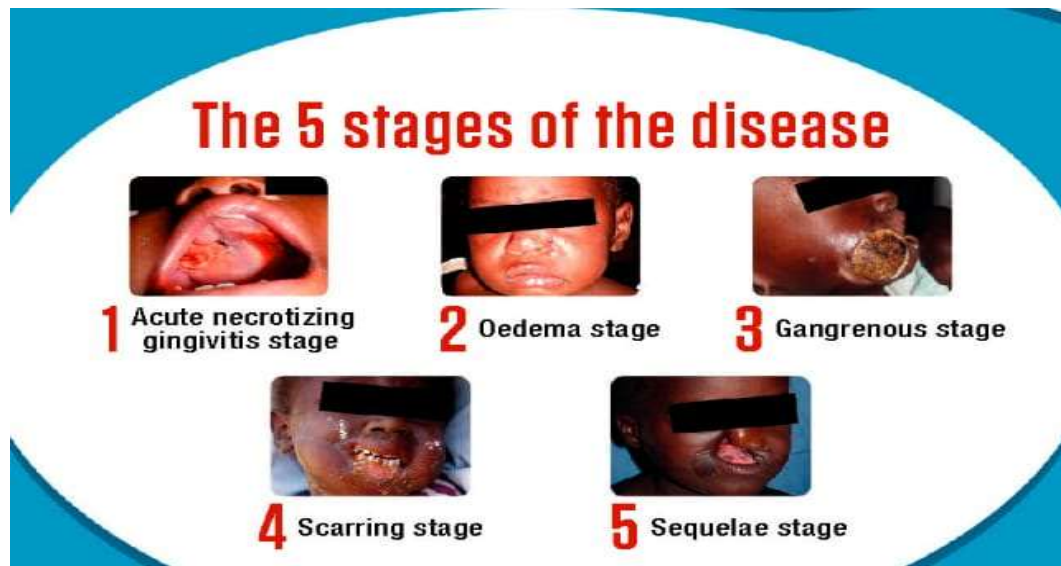 The 5 stages of the disease
1 Acute necrotizing
gingivitis stage
2 Oedema stage
3 Gangrenous stage
4 Scarring stage
5 Sequelae stage